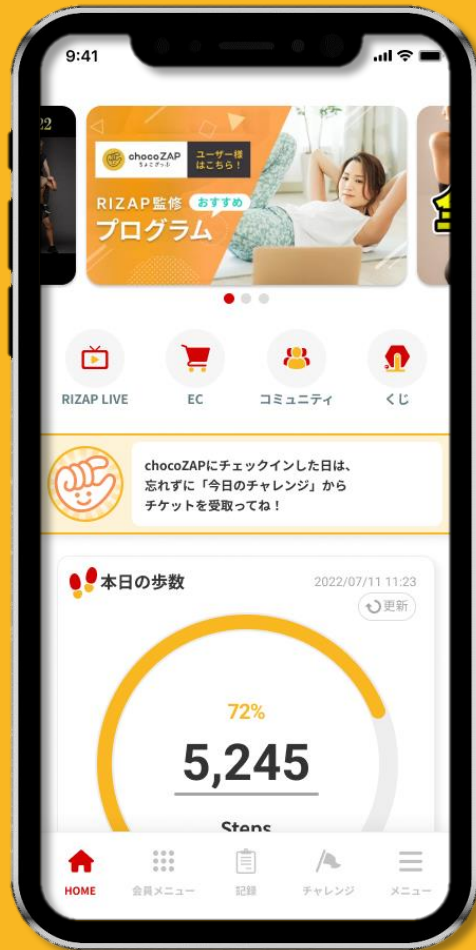 9:41
22
chocoZAP
ちょこざっぷ
ユーザー様
はこちら!
RIZAP監修
おすすめ
プログラム
全
RIZAP LIVE
EC
コミュニティ
くじ
chocoZAPにチェックインした日は、
忘れずに「今日のチャレンジ」から
チケットを受取ってね!
本日の歩数
2022/07/11 11:23
更新
72%
5,245
Steps
HOME
会員メニュー
記録
チャレンジ
メニュー